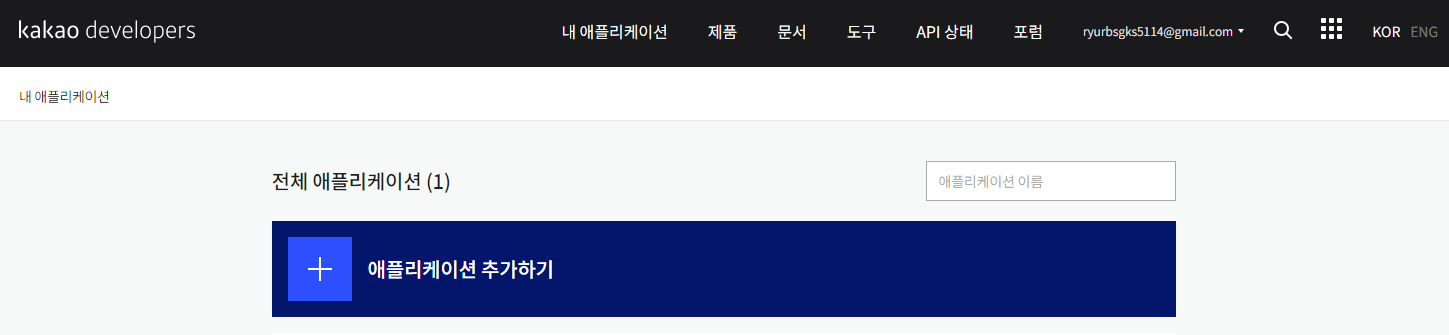 kakao developers 내 애플리케이션 제품 문서 도구 API 상태 포럼 ryurbsgks5114@gmail.com KOR ENG
내 애플리케이션
전체 애플리케이션 (1) 애플리케이션 이름
애플리케이션 추가하기